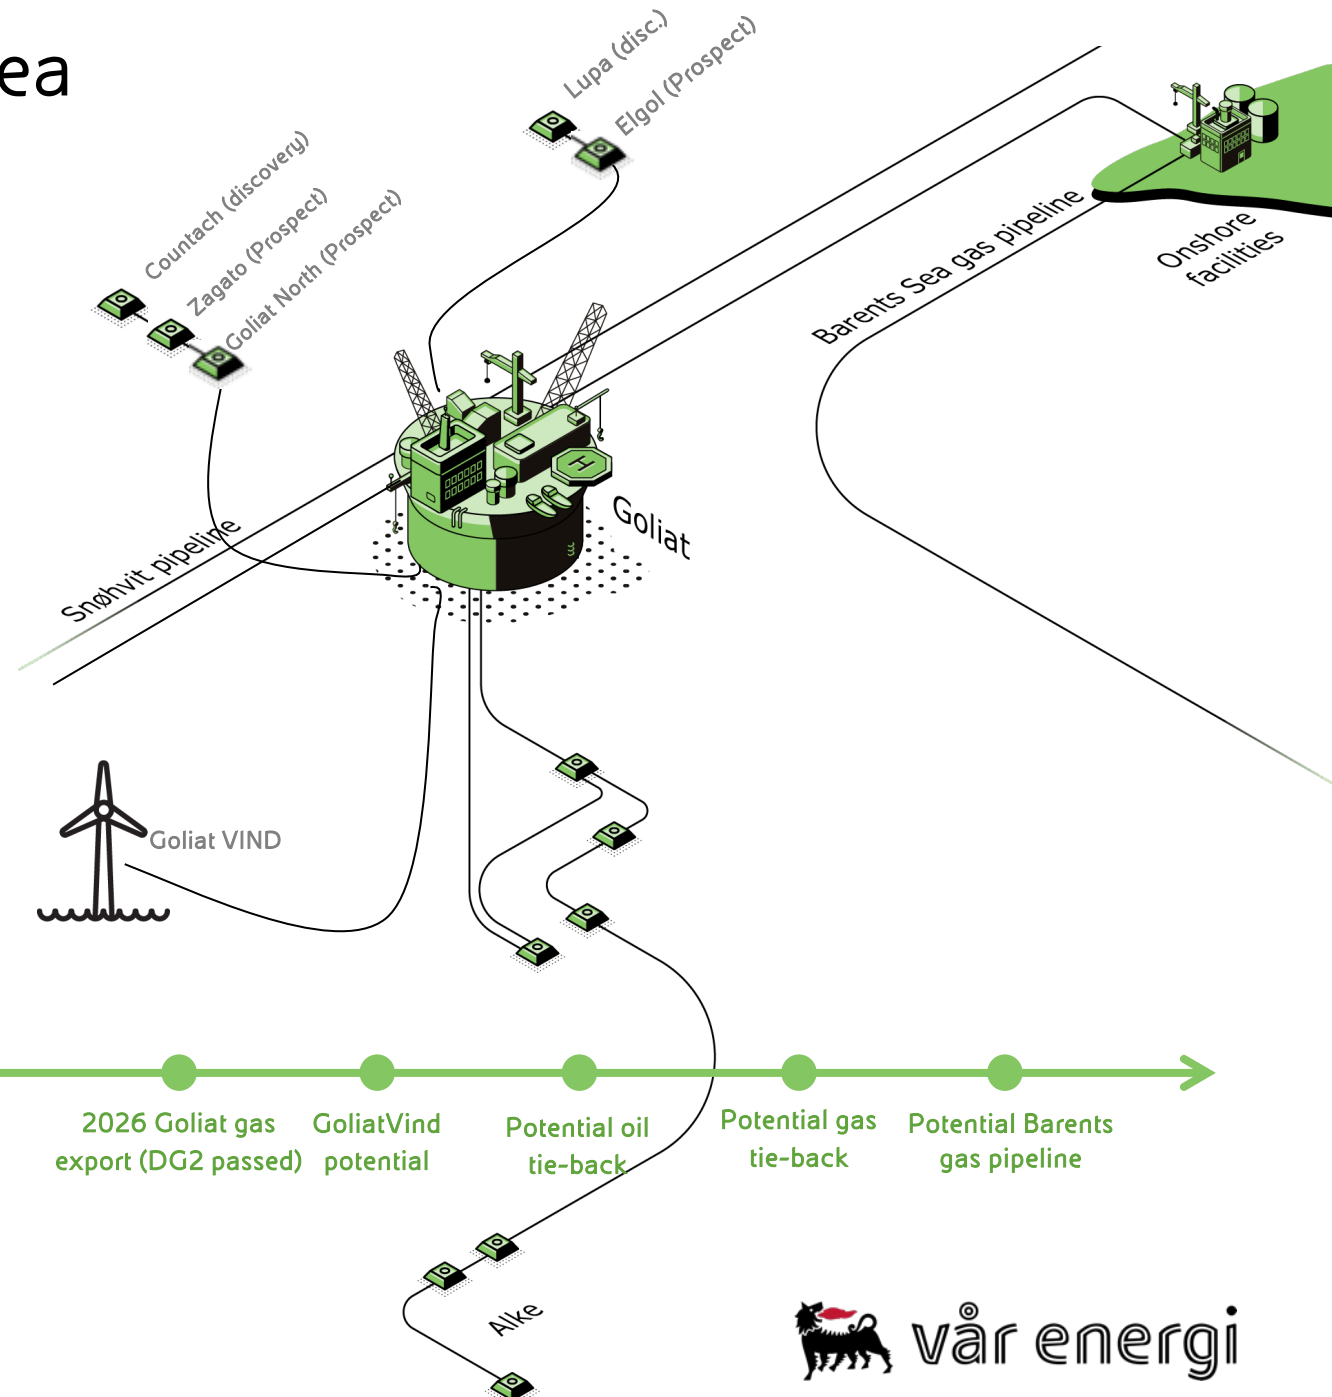 ea
Lupa (disc.)
Elgol (Prospect)
Countach (discovery)
Zagato (Prospect)
Goliat North (Prospect)
Barents Sea gas pipeline
Onshore
facilities
H
Goliat
Snøhvit pipeline
Goliat VIND
2026 Goliat gas
export (DG2 passed)
GoliatVind
potential
Potential oil
tie-back
Potential gas
tie-back
Potential Barents
gas pipeline
Alke
vår energi